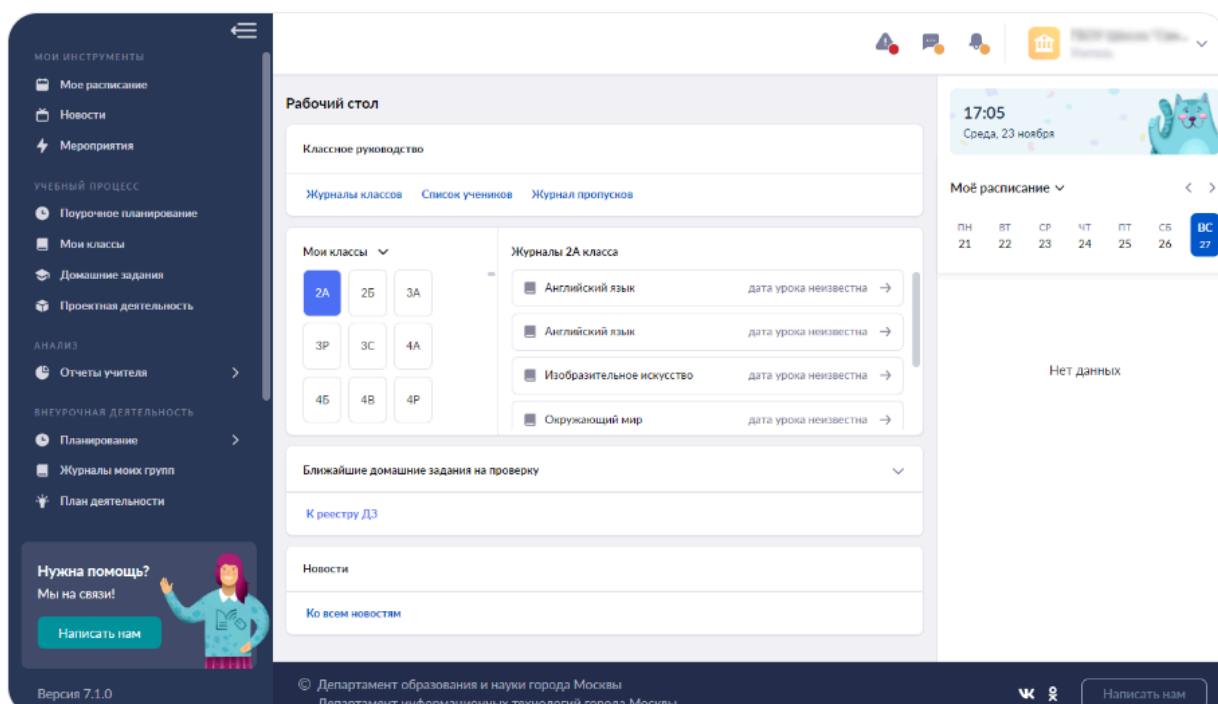 МОИ ИНСТРУМЕНТЫ
Мое расписание
Новости
Мероприятия
УЧЕБНЫЙ ПРОЦЕСС
Поурочное планирование
Мои классы
Домашние задания
Проектная деятельность
АНАЛИЗ
Отчеты учителя
ВНЕУРОЧНАЯ ДЕЯТЕЛЬНОСТЬ
Планирование
Журналы моих групп
План деятельности
Нужна помощь?
Мы на связи!
Написать нам
Версия 7.1.0
Рабочий стол
Классное руководство
Журналы классов Список учеников Журнал пропусков
Мои классы
2А 2Б 3А
3Р 3С 4А
4Б 4В 4Р
Журналы 2А класса
Английский язык дата урока неизвестна
Английский язык дата урока неизвестна
Изобразительное искусство дата урока неизвестна
Окружающий мир дата урока неизвестна
Ближайшие домашние задания на проверку
К реестру ДЗ
Новости
Ко всем новостям
17:05
Среда, 23 ноября
Моё расписание
ПН ВТ СР ЧТ ПТ СБ ВС
21 22 23 24 25 26 27
Нет данных
© Департамент образования и науки города Москвы
Департамент информационных технологий города Москвы
Написать нам